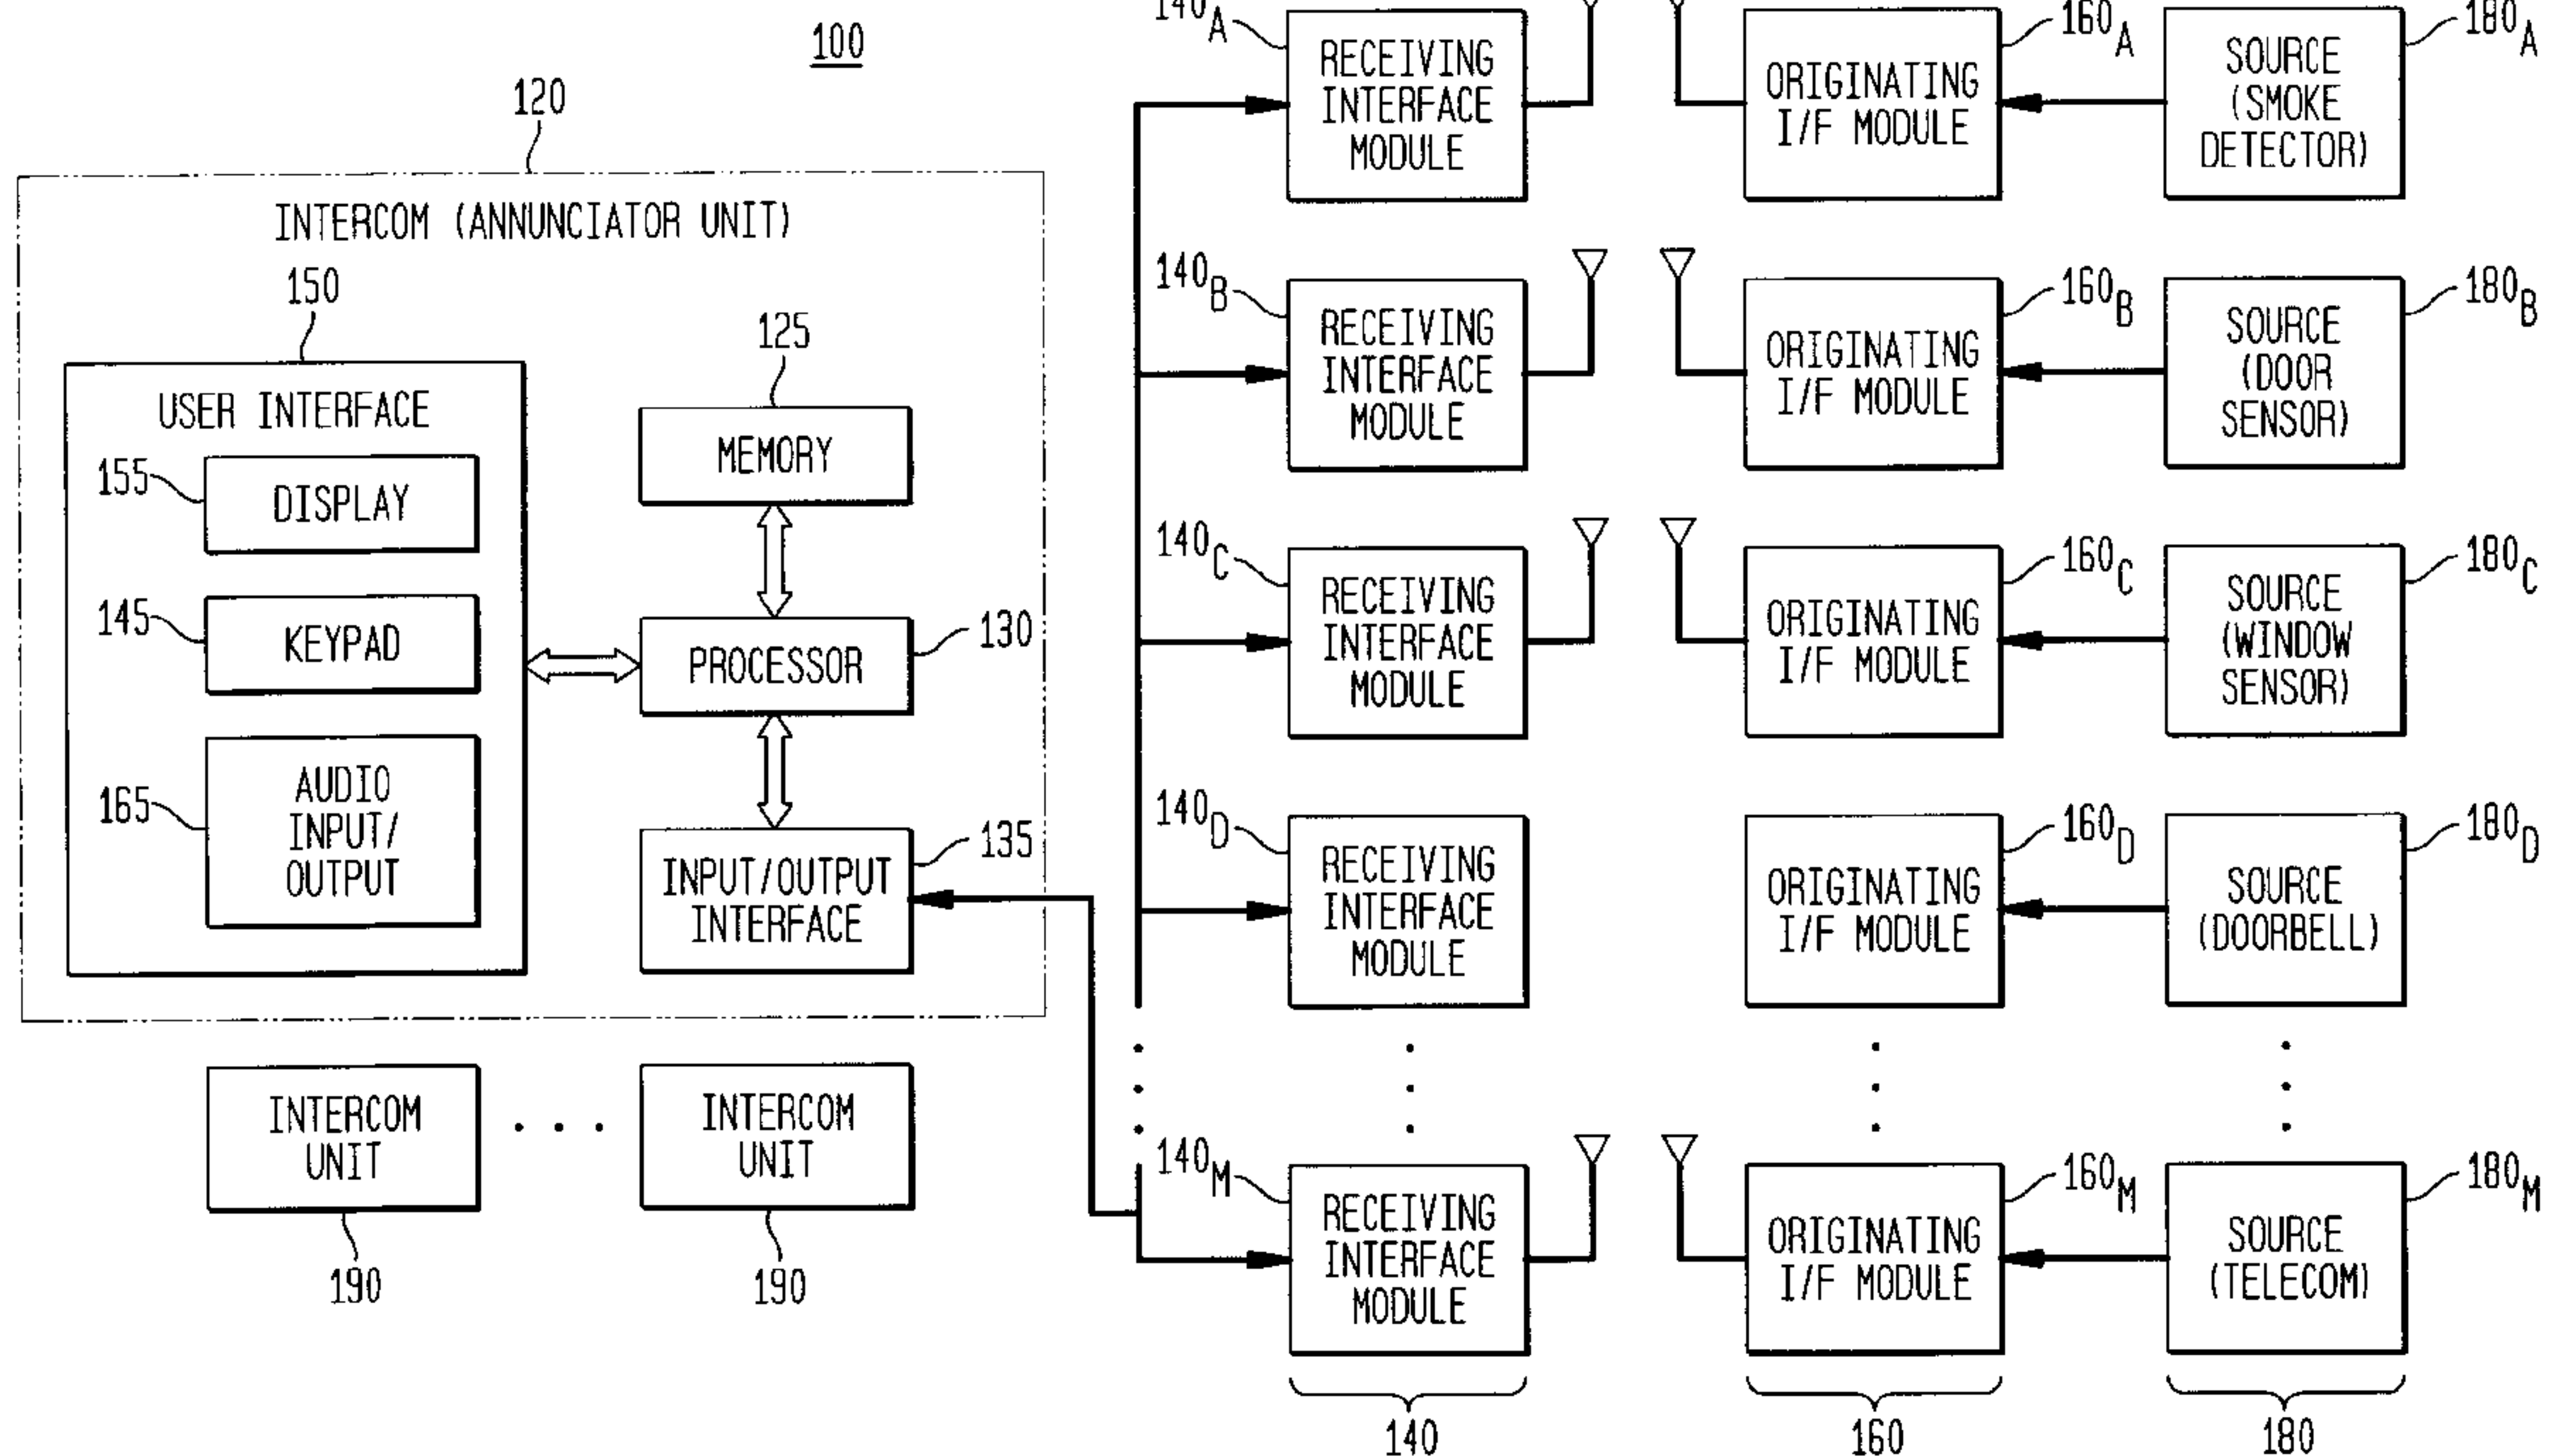 100
120
INTERCOM (ANNUNCIATOR UNIT)
150
USER INTERFACE
155
DISPLAY
145
KEYPAD
165
AUDIO
INPUT/
OUTPUT
125
MEMORY
130
PROCESSOR
135
INPUT/OUTPUT
INTERFACE
INTERCOM
UNIT
190
. . .
INTERCOM
UNIT
190
140A
RECEIVING
INTERFACE
MODULE
160A
ORIGINATING
I/F MODULE
180A
SOURCE
(SMOKE
DETECTOR)
140B
RECEIVING
INTERFACE
MODULE
160B
ORIGINATING
I/F MODULE
180B
SOURCE
(DOOR
SENSOR)
140C
RECEIVING
INTERFACE
MODULE
160C
ORIGINATING
I/F MODULE
180C
SOURCE
(WINDOW
SENSOR)
140D
RECEIVING
INTERFACE
MODULE
160D
ORIGINATING
I/F MODULE
180D
SOURCE
(DOORBELL)
140M
RECEIVING
INTERFACE
MODULE
160M
ORIGINATING
I/F MODULE
180M
SOURCE
(TELECOM)
140
160
180